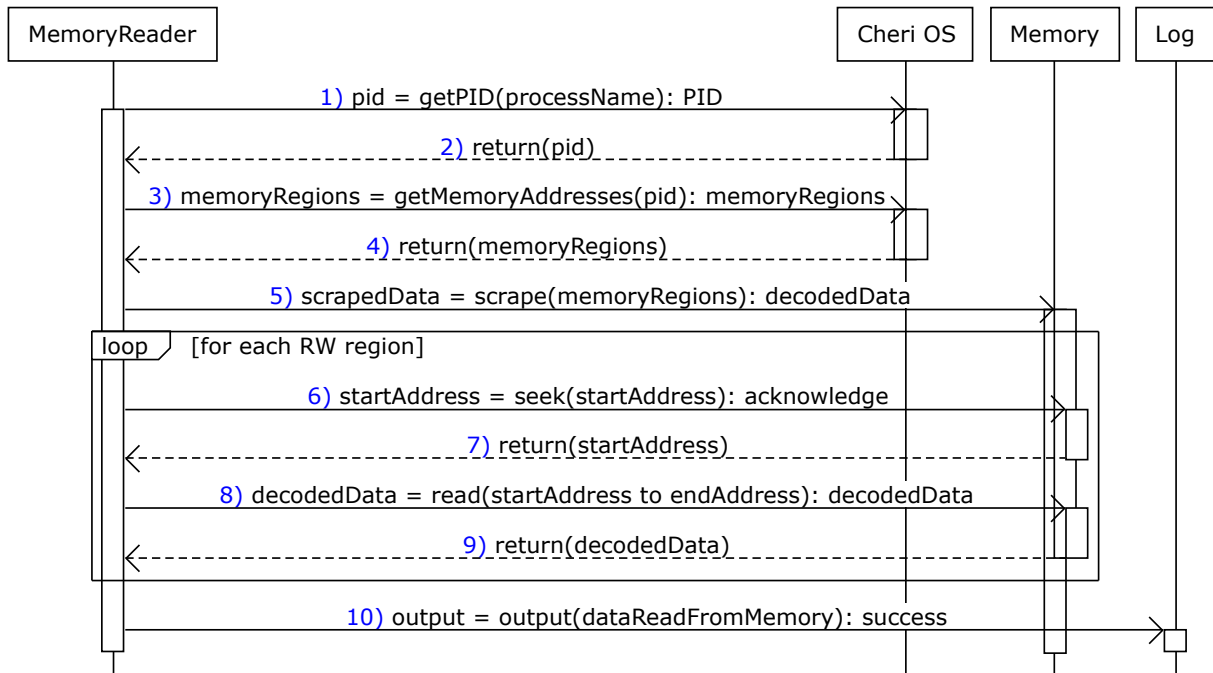 MemoryReader
Cheri OS
Memory
Log
1) pid = getPID(processName): PID
2) return(pid)
3) memoryRegions = getMemoryAddresses(pid): memoryRegions
4) return(memoryRegions)
5) scrapedData = scrape(memoryRegions): decodedData
loop [for each RW region]
6) startAddress = seek(startAddress): acknowledge
7) return(startAddress)
8) decodedData = read(startAddress to endAddress): decodedData
9) return(decodedData)
10) output = output(dataReadFromMemory): success